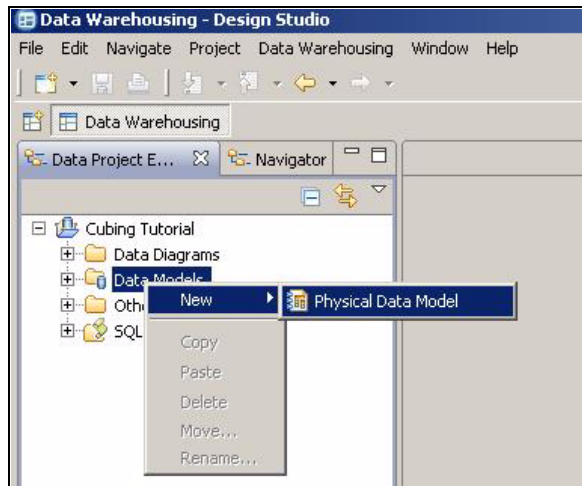 Data Warehousing - Design Studio
File Edit Navigate Project Data Warehousing Window Help
Data Warehousing
Data Project E... Navigator
Cubing Tutorial
Data Diagrams
Data Models
New Physical Data Model
SQL
Copy
Paste
Delete
Move...
Rename...